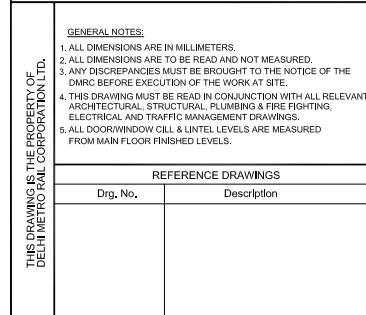 THIS DRAWING IS THE PROPERTY OF
DELHI METRO RAIL CORPORATION LTD.
GENERAL NOTES:
1. ALL DIMENSIONS ARE IN MILLIMETERS.
2. ALL DIMENSIONS ARE TO BE READ AND NOT MEASURED.
3. ANY DISCREPANCIES MUST BE BROUGHT TO THE NOTICE OF THE
DMRC BEFORE EXECUTION OF THE WORK AT SITE.
4. THIS DRAWING MUST BE READ IN CONJUNCTION WITH ALL RELEVANT
ARCHITECTURAL, STRUCTURAL, PLUMBING & FIRE FIGHTING,
ELECTRICAL AND TRAFFIC MANAGEMENT DRAWINGS.
5. ALL DOOR/WINDOW CILL & LINTEL LEVELS ARE MEASURED
FROM MAIN FLOOR FINISHED LEVELS.
REFERENCE DRAWINGS
Drg. No. Description